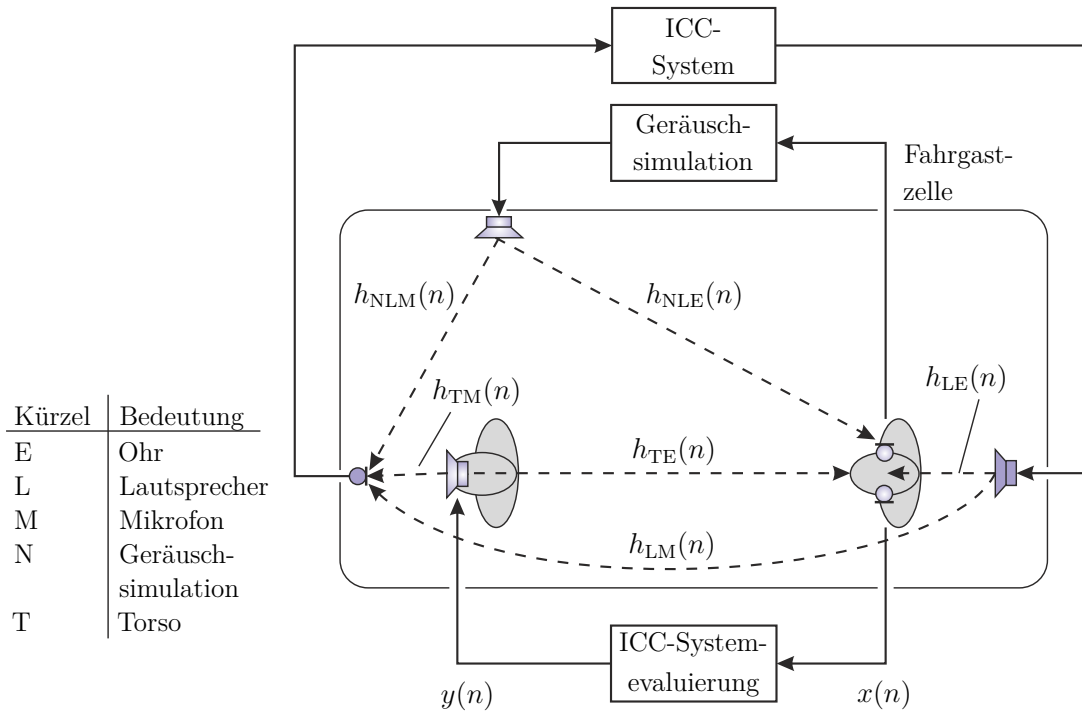 ICC-
System
Geräusch-
simulation
Fahrgast-
zelle
h_NLM(n)
h_NLE(n)
h_TM(n)
h_LE(n)
Kürzel Bedeutung
E Ohr
L Lautsprecher
M Mikrofon
N Geräusch-
simulation
T Torso
h_TE(n)
h_LM(n)
ICC-System-
evaluierung
y(n)
x(n)